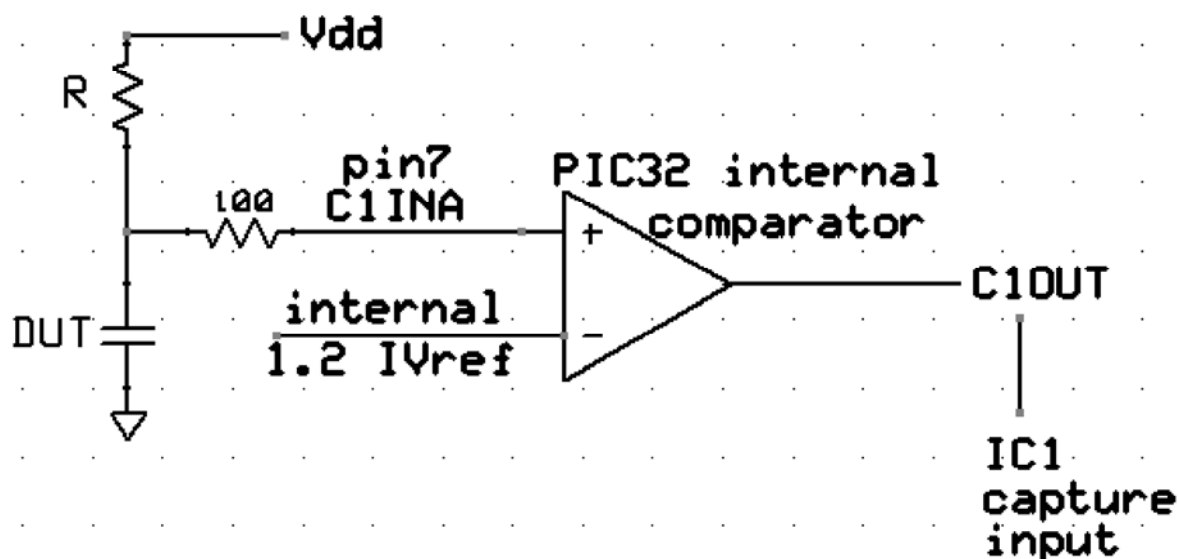 Vdd
R
pin7
C1INA
100
PIC32 internal
comparator
+
C1OUT
internal
1.2 IVref
-
DUT
IC1
capture
input